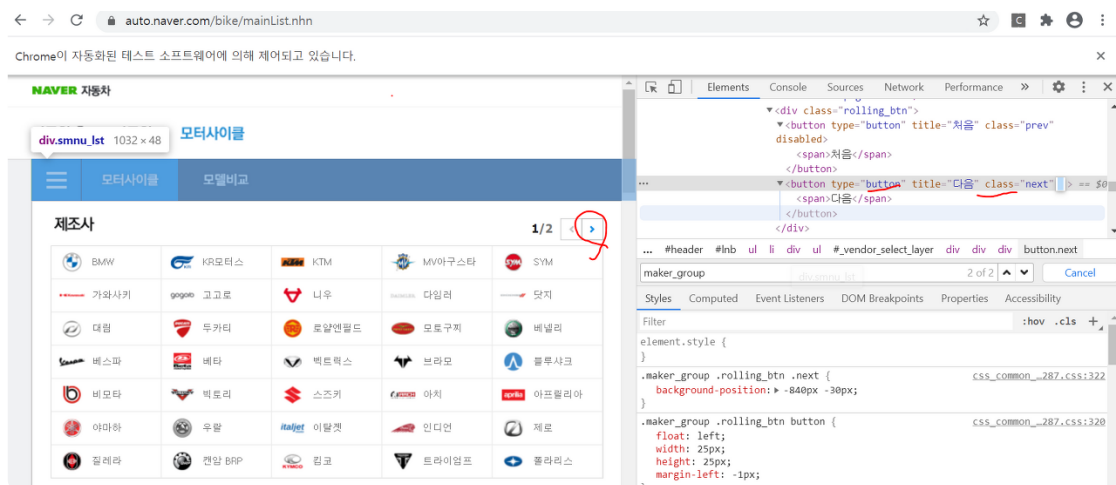 auto.naver.com/bike/mainList.nhn
C
Chrome이 자동화된 테스트 소프트웨어에 의해 제어되고 있습니다.
NAVER 자동차
모터사이클
div.smnu_lst 1032 × 48
모터사이클 모델비교
제조사 1/2
BMW KR모터스 KTM MV아구스타 SYM
가와사키 고고로 니우 다임러 닷지
대림 두카티 로얄엔필드 모토구찌 베넬리
베스파 베타 벡트릭스 브라모 블루샤크
비모타 빅토리 스즈키 아치 아프릴리아
야마하 우랄 이탈젯 인디언 제로
질레라 캔암 BRP 킴코 트라이엄프 폴라리스
Elements Console Sources Network Performance »
▼<div class="rolling_btn">
▼<button type="button" title="처음" class="prev"
disabled>
<span>처음</span>
</button>
… ▼<button type="button" title="다음" class="next" > == $0
<span>다음</span>
</button>
</div>
... #header #lnb ul li div ul #_vendor_select_layer div div div button.next
maker_group 2 of 2 Cancel
div.smnu_lst
Styles Computed Event Listeners DOM Breakpoints Properties Accessibility
Filter :hov .cls +
element.style {
}
.maker_group .rolling_btn .next { css_common_…287.css:322
background-position: ▶ -840px -30px;
}
.maker_group .rolling_btn button { css_common_…287.css:320
float: left;
width: 25px;
height: 25px;
margin-left: -1px;